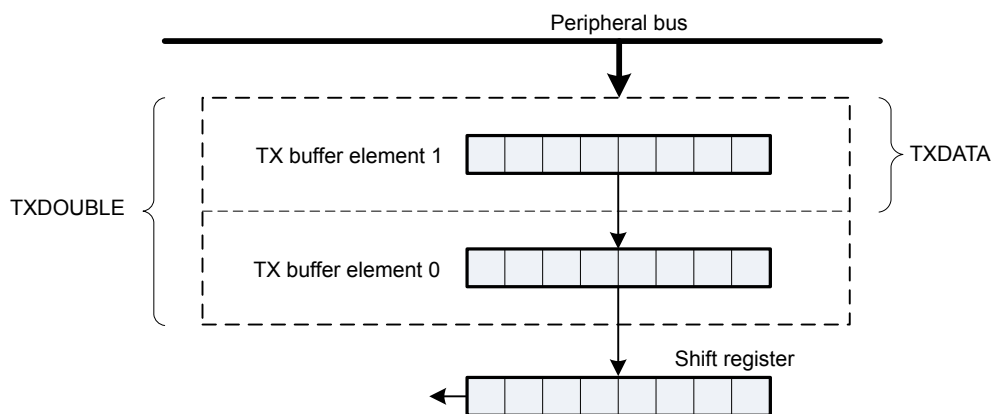 Peripheral bus
TX buffer element 1
TXDATA
TXDOUBLE
TX buffer element 0
Shift register